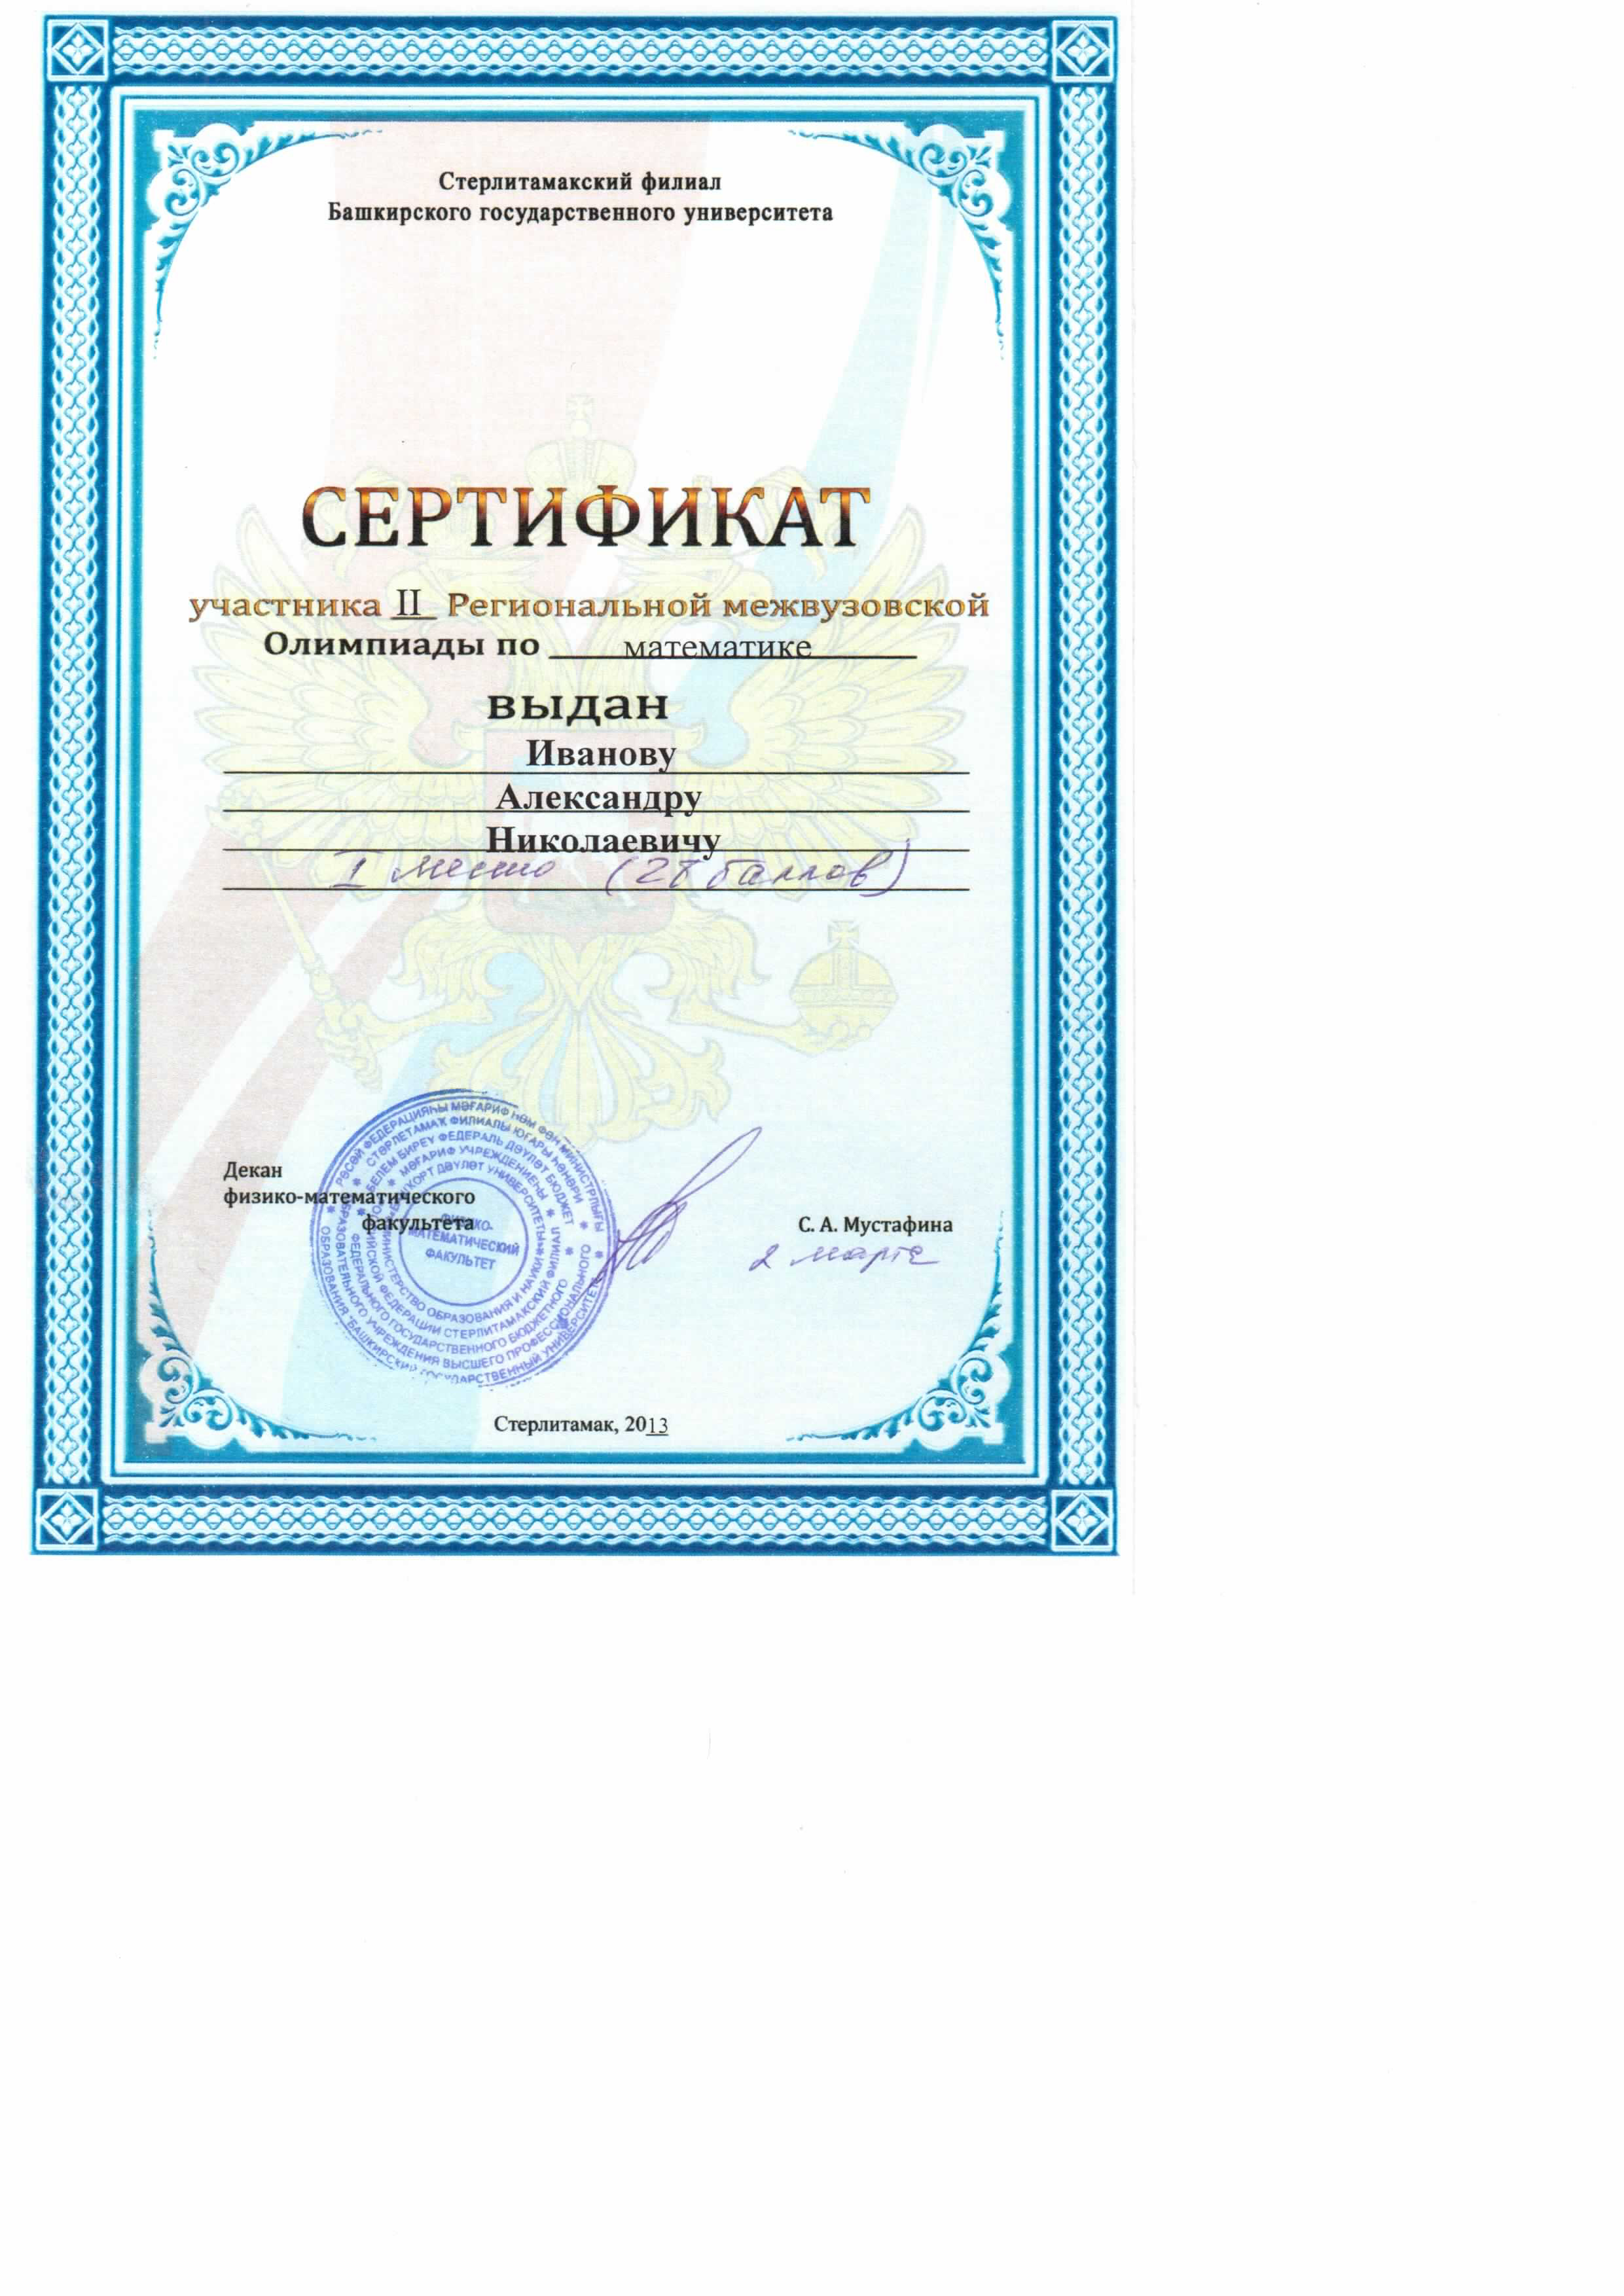 Стерлитамакский филиал
Башкирского государственного университета
СЕРТИФИКАТ
участника II Региональной межвузовской
Олимпиады по математике
выдан
Иванову
Александру
Николаевичу
I место (28 баллов)
Декан
физико-математического
факультета
С. А. Мустафина
2 марта
ФИЗИКО-
МАТЕМАТИЧЕСКИЙ
ФАКУЛЬТЕТ
РӘСӘЙ ФЕДЕРАЦИЯҺЫ МӘҒАРИФ ҺӘМ ФӘН МИНИСТРЛЫҒЫ
СТӘРЛЕТАМАҠ ФИЛИАЛЫ ЮҒАРЫ ҺӨНӘРИ
БЕЛЕМ БИРЕҮ ФЕДЕРАЛЬ ДӘҮЛӘТ БЮДЖЕТ
МӘҒАРИФ УЧРЕЖДЕНИЕҺЫ
БАШҠОРТ ДӘҮЛӘТ УНИВЕРСИТЕТЫ
МИНИСТЕРСТВО ОБРАЗОВАНИЯ И НАУКИ
РОССИЙСКОЙ ФЕДЕРАЦИИ СТЕРЛИТАМАКСКИЙ ФИЛИАЛ
ФЕДЕРАЛЬНОГО ГОСУДАРСТВЕННОГО БЮДЖЕТНОГО
ОБРАЗОВАТЕЛЬНОГО УЧРЕЖДЕНИЯ ВЫСШЕГО ПРОФЕССИОНАЛЬНОГО
ОБРАЗОВАНИЯ "БАШКИРСКИЙ ГОСУДАРСТВЕННЫЙ УНИВЕРСИТЕТ"
Стерлитамак, 2013